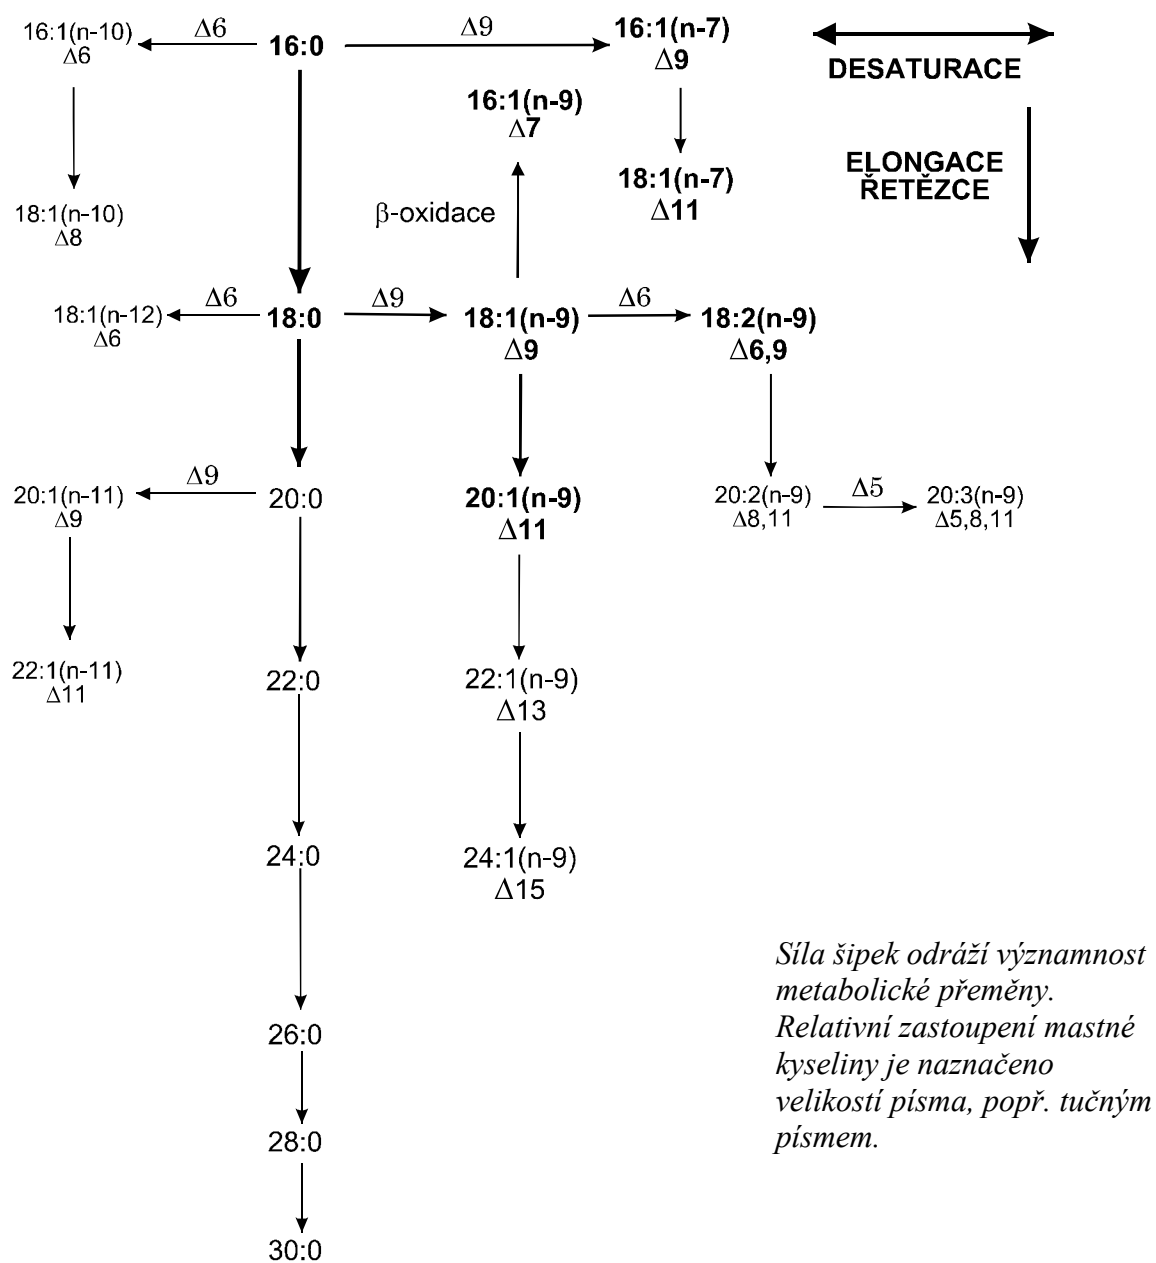 16:1(n-10)
Δ6
Δ6
16:0
Δ9
16:1(n-7)
Δ9
DESATURACE
16:1(n-9)
Δ7
ELONGACE
ŘETĚZCE
18:1(n-7)
Δ11
18:1(n-10)
Δ8
β-oxidace
18:1(n-12)
Δ6
Δ6
18:0
Δ9
18:1(n-9)
Δ9
Δ6
18:2(n-9)
Δ6,9
20:1(n-11)
Δ9
Δ9
20:0
20:1(n-9)
Δ11
20:2(n-9)
Δ8,11
Δ5
20:3(n-9)
Δ5,8,11
22:1(n-11)
Δ11
22:0
22:1(n-9)
Δ13
24:0
24:1(n-9)
Δ15
26:0
28:0
30:0
Síla šipek odráží významnost
metabolické přeměny.
Relativní zastoupení mastné
kyseliny je naznačeno
velikostí písma, popř. tučným
písmem.